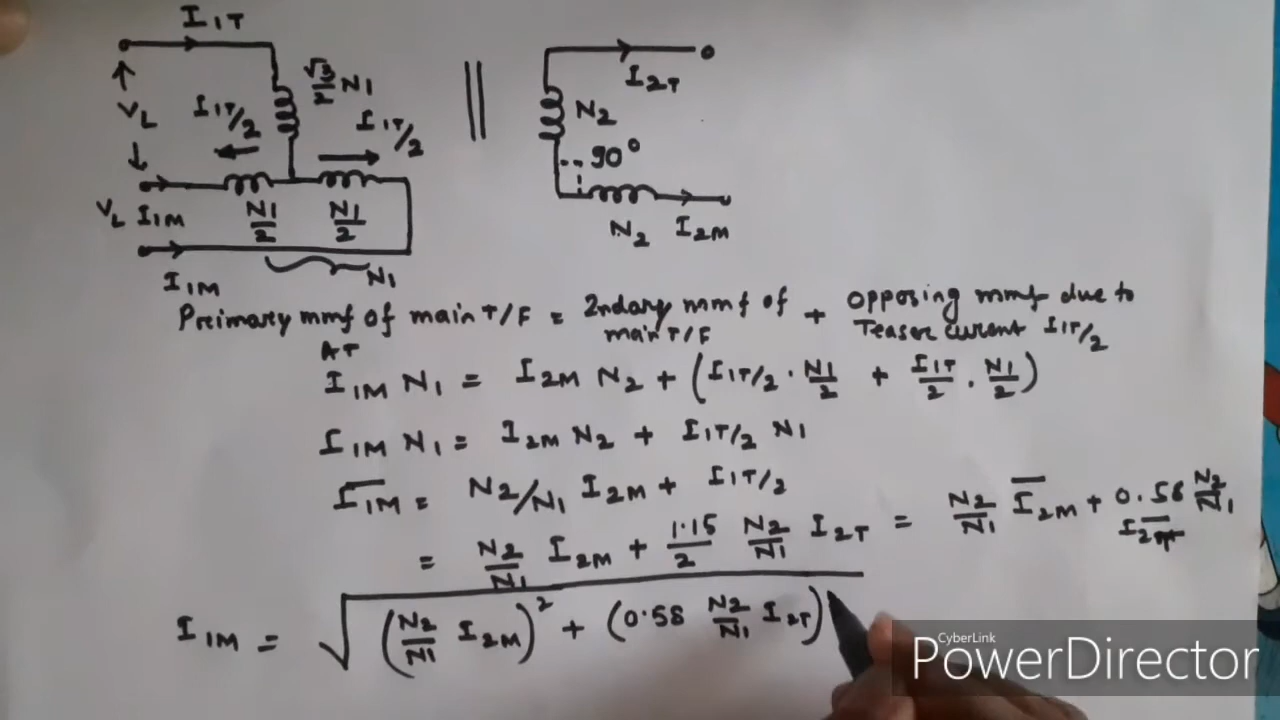 I1T
√3/2 N1
VL
I1T/2
I1T/2
I2T
N2
90°
VL I1M
N1/2
N1/2
N2 I2M
I1M
N1
Preimary mmf of main T/F = 2ndary mmf of main T/F + opposing mmf due to Teaser current I1T/2
AT
I1M N1 = I2M N2 + (I1T/2 · N1/2 + I1T/2 · N1/2)
I1M N1 = I2M N2 + I1T/2 N1
I1M = N2/N1 I2M + I1T/2
= N2/N1 I2M + 1.15/2 N2/N1 I2T = N2/N1 I2M + 0.58 N2/N1 I2T
I1M = √(N2/N1 I2M)² + (0.58 N2/N1 I2T)
CyberLink
PowerDirector